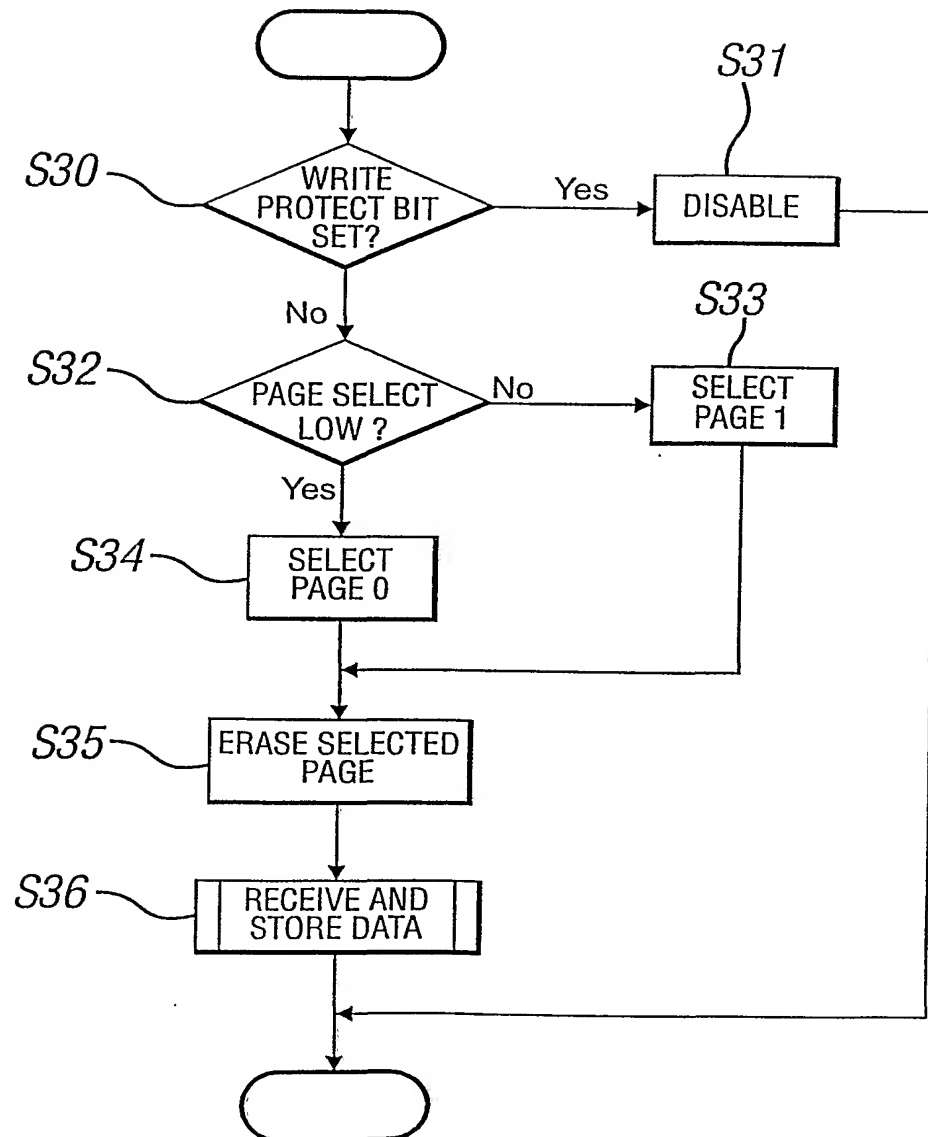 S31
S30
WRITE
PROTECT BIT
SET?
Yes
DISABLE
No
S33
S32
PAGE SELECT
LOW ?
No
SELECT
PAGE 1
Yes
S34
SELECT
PAGE 0
S35
ERASE SELECTED
PAGE
S36
RECEIVE AND
STORE DATA